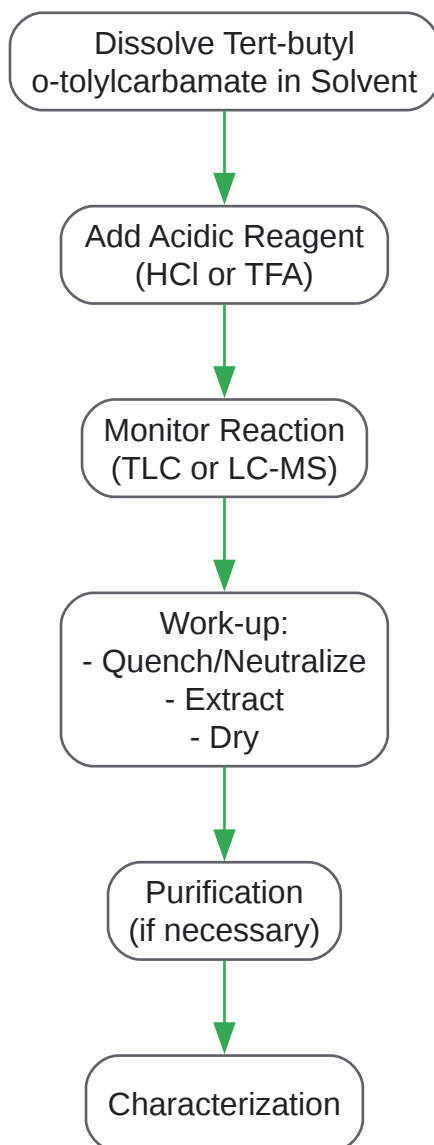 Dissolve Tert-butyl
o-tolylcarbamate in Solvent
Add Acidic Reagent
(HCl or TFA)
Monitor Reaction
(TLC or LC-MS)
Work-up:
- Quench/Neutralize
- Extract
- Dry
Purification
(if necessary)
Characterization